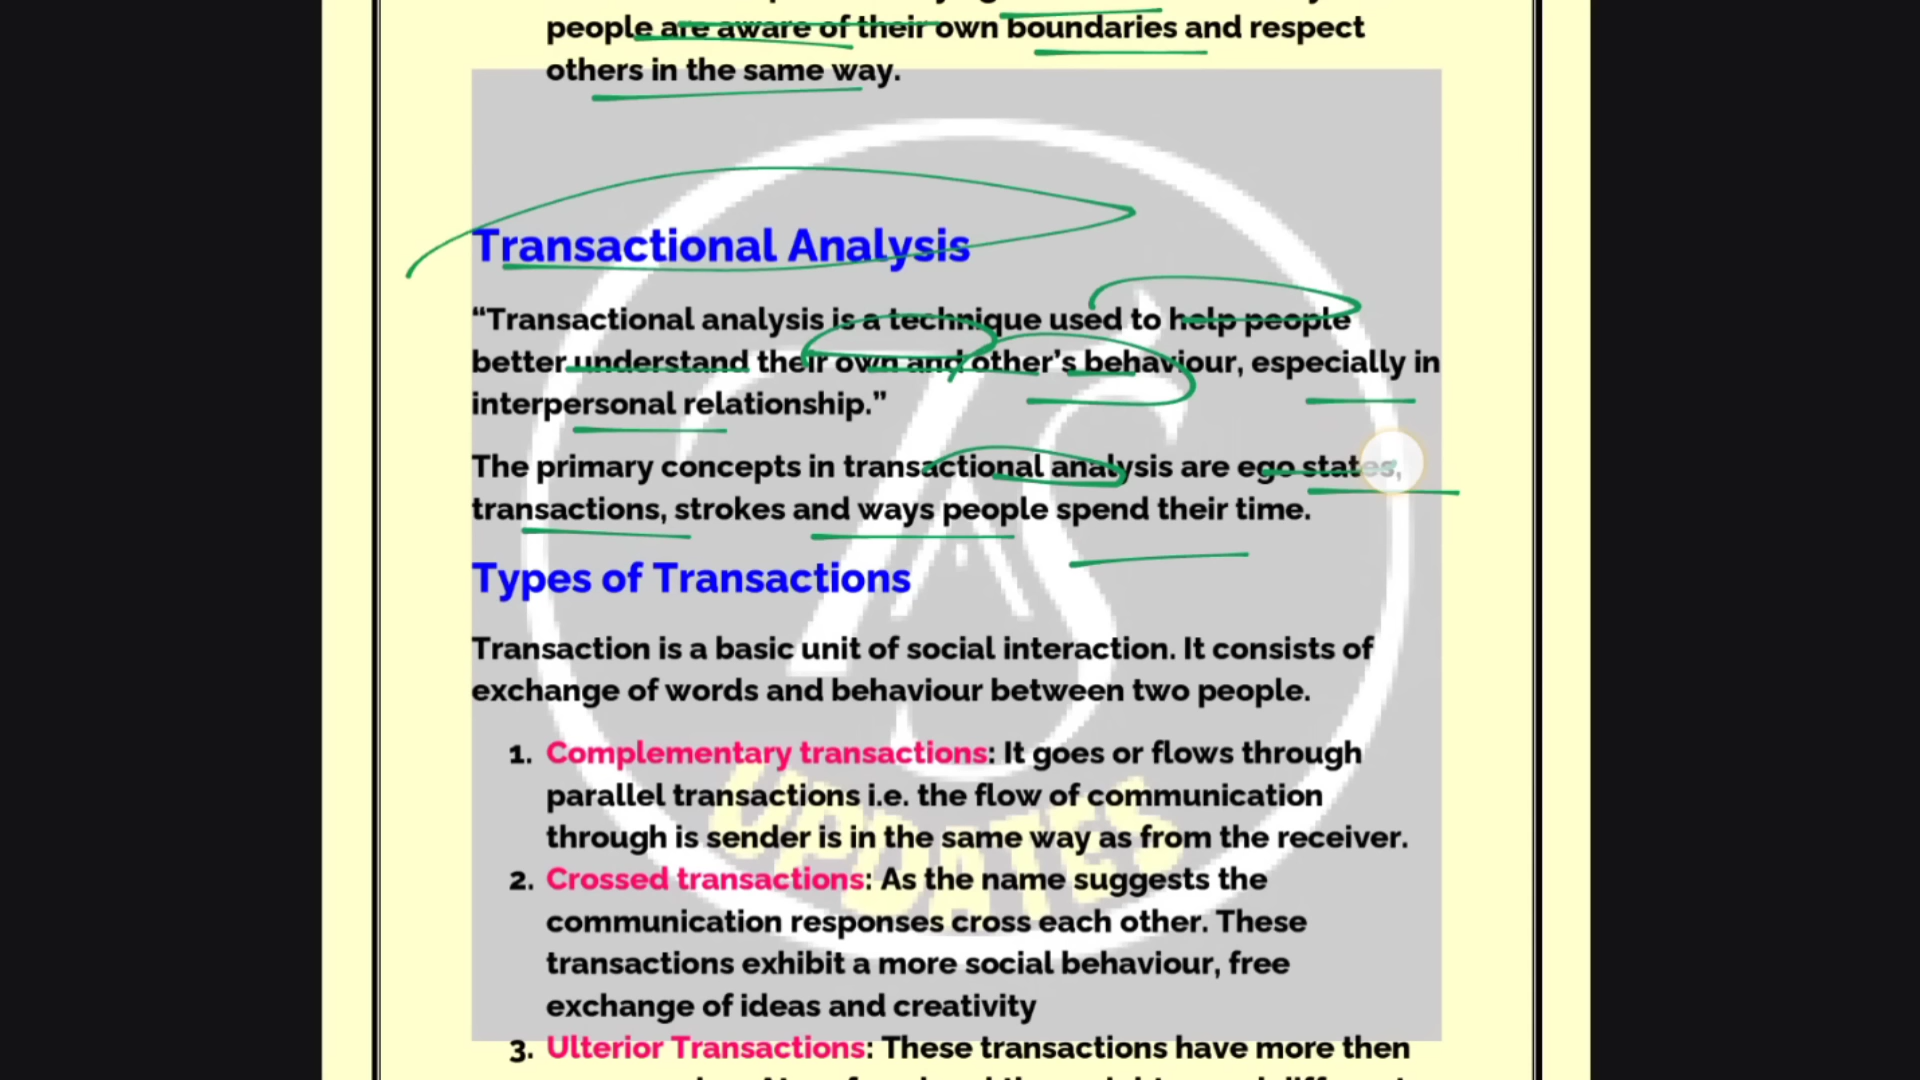 people are aware of their own boundaries and respect
others in the same way.
Transactional Analysis
“Transactional analysis is a technique used to help people
better understand their own and other’s behaviour, especially in
interpersonal relationship.”
The primary concepts in transactional analysis are ego states,
transactions, strokes and ways people spend their time.
Types of Transactions
Transaction is a basic unit of social interaction. It consists of
exchange of words and behaviour between two people.
1. Complementary transactions: It goes or flows through
parallel transactions i.e. the flow of communication
through is sender is in the same way as from the receiver.
2. Crossed transactions: As the name suggests the
communication responses cross each other. These
transactions exhibit a more social behaviour, free
exchange of ideas and creativity
3. Ulterior Transactions: These transactions have more then
UPDATES